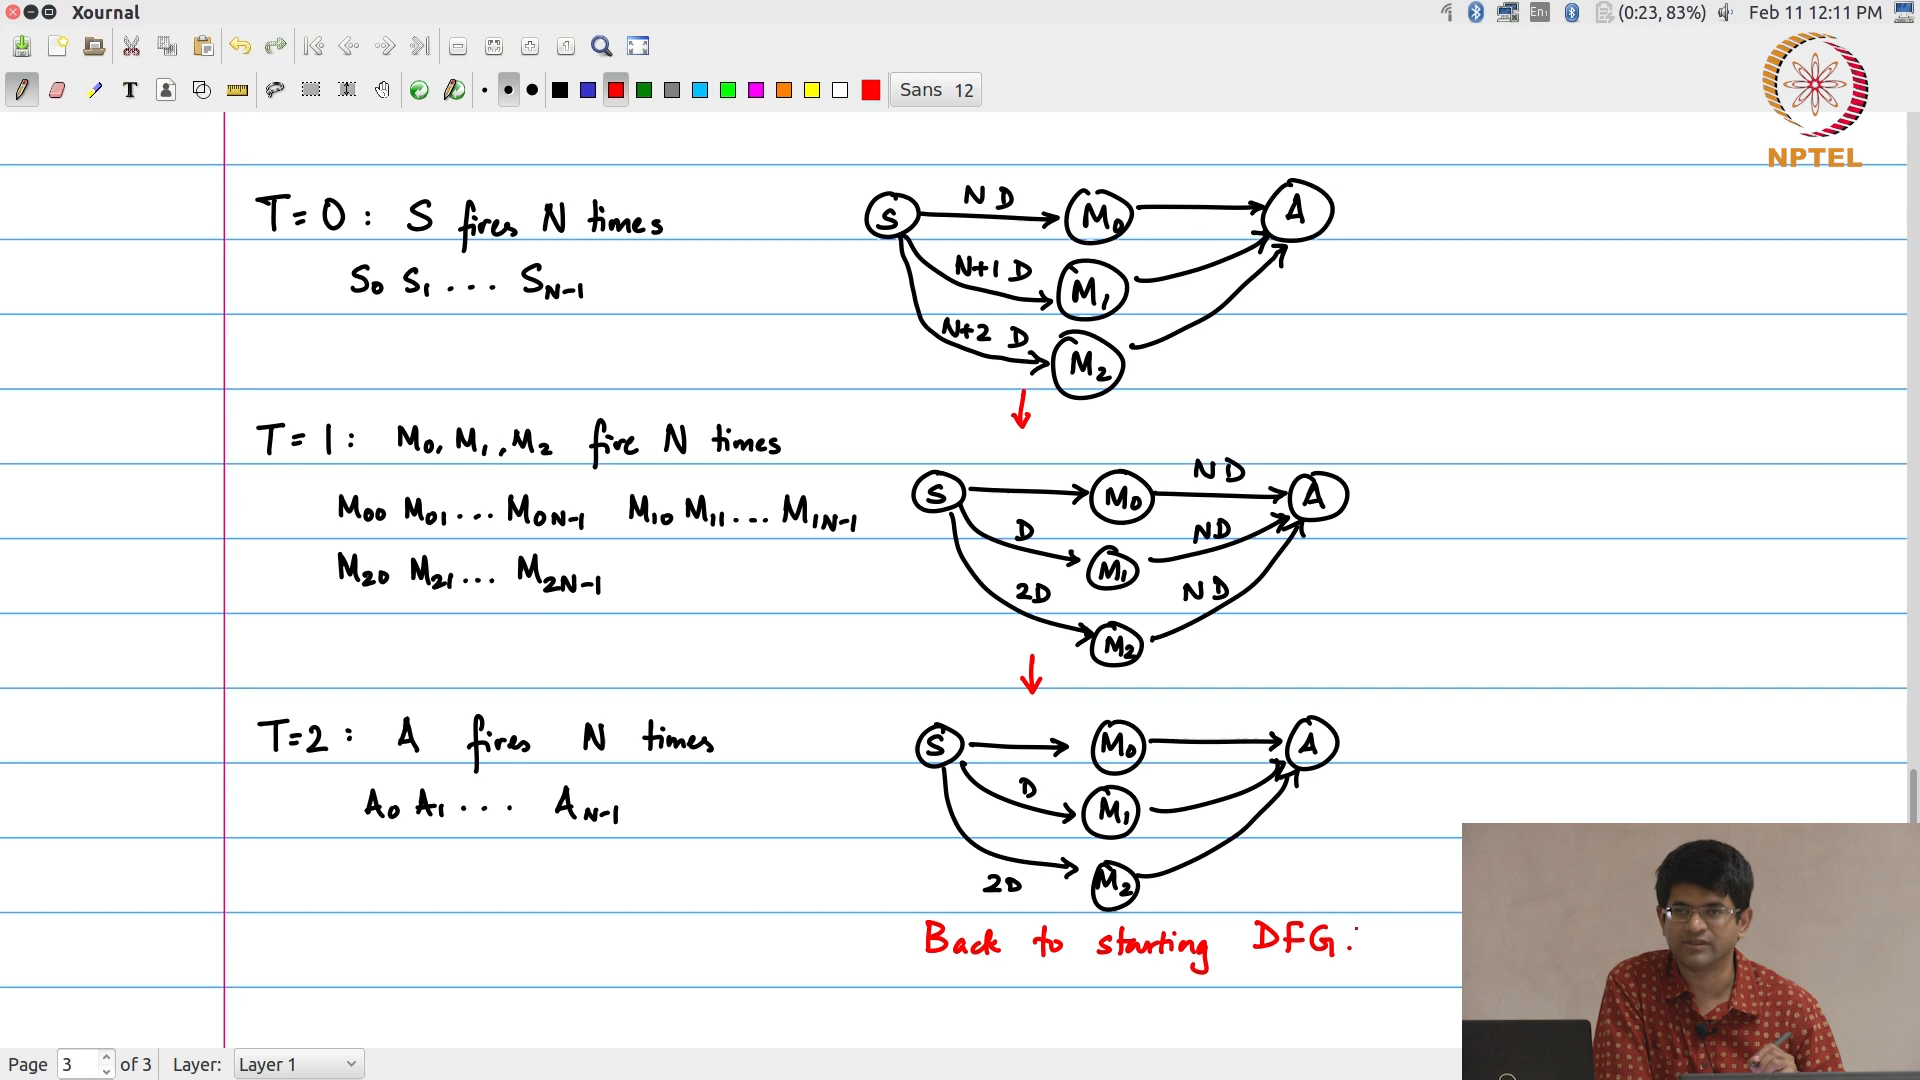 Xournal
En1
(0:23, 83%)
Feb 11 12:11 PM
Sans 12
NPTEL
T=0: S fires N times
S0 S1 ... SN-1
S ND M0 A
N+1 D M1
N+2 D M2
T=1: M0, M1, M2 fire N times
M00 M01 ... M0N-1 M10 M11 ... M1N-1
M20 M21 ... M2N-1
S M0 ND A
D M1 ND
2D M2 ND
T=2: A fires N times
A0 A1 ... AN-1
S M0 A
D M1
2D M2
Back to starting DFG:
Page 3 of 3 Layer: Layer 1